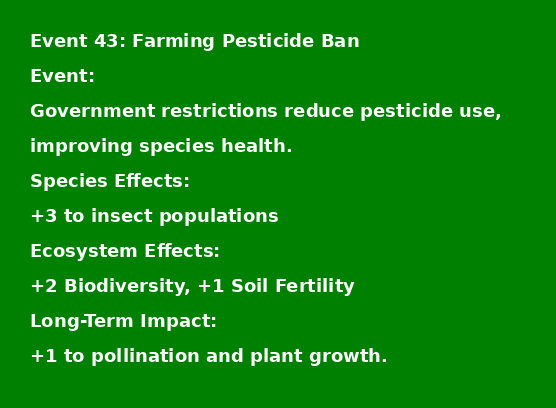 Event 43: Farming Pesticide Ban
Event:
Government restrictions reduce pesticide use,
improving species health.
Species Effects:
+3 to insect populations
Ecosystem Effects:
+2 Biodiversity, +1 Soil Fertility
Long-Term Impact:
+1 to pollination and plant growth.